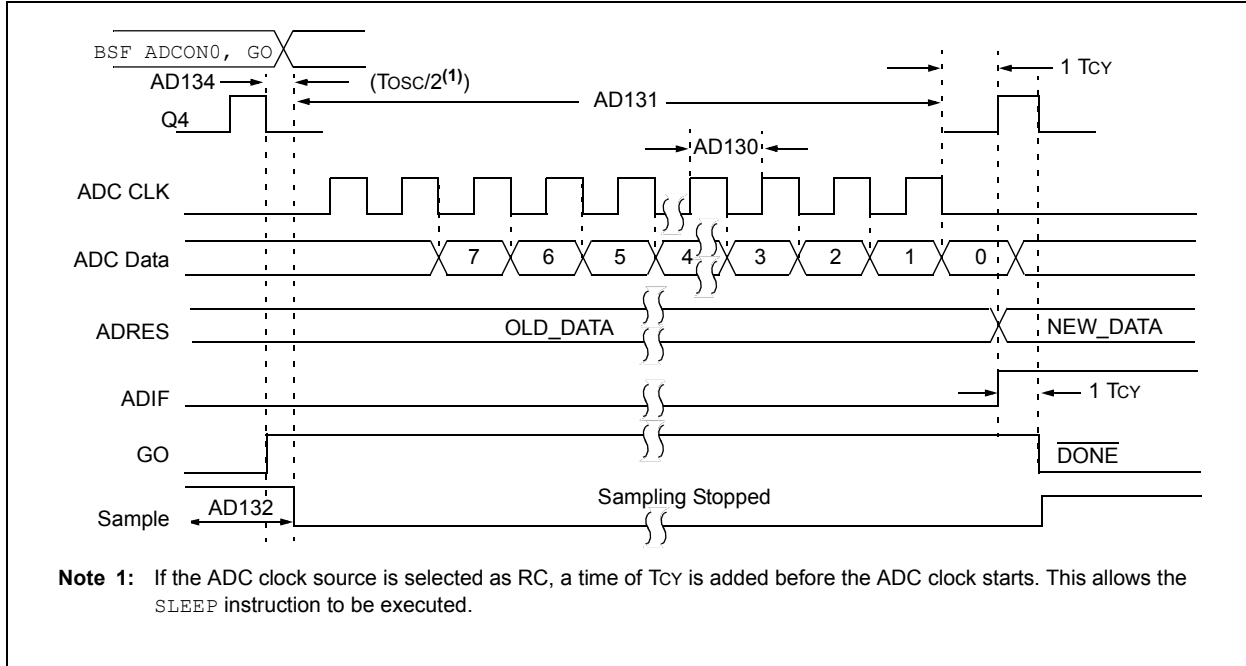 BSF ADCON0, GO
AD134
(TOSC/2(1))
1 TCY
AD131
Q4
AD130
ADC CLK
ADC Data
7 6 5 4 3 2 1 0
ADRES
OLD_DATA
NEW_DATA
ADIF
1 TCY
GO
DONE
Sample
AD132
Sampling Stopped
Note 1: If the ADC clock source is selected as RC, a time of TCY is added before the ADC clock starts. This allows the
SLEEP instruction to be executed.